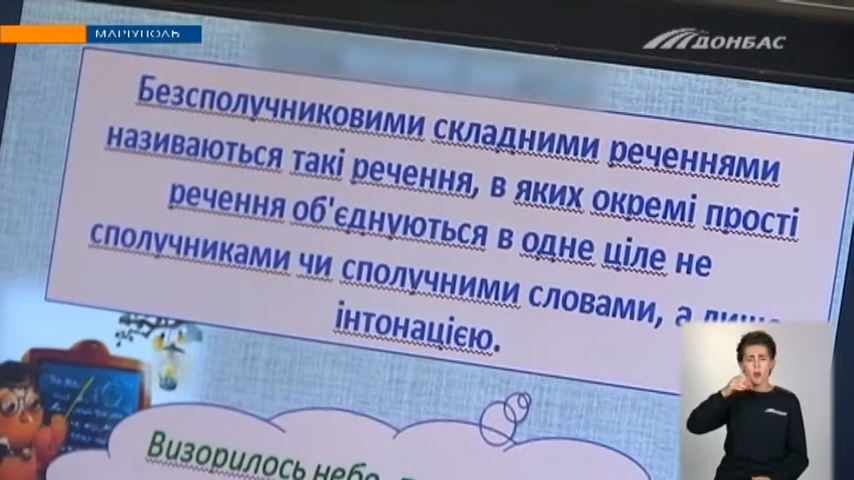 МАРІУПОЛЬ
ДОНБАС
Безсполучниковими складними реченнями
називаються такі речення, в яких окремі прості
речення об'єднуються в одне ціле не
сполучниками чи сполучними словами, а лише
інтонацією.
Визорилось небо